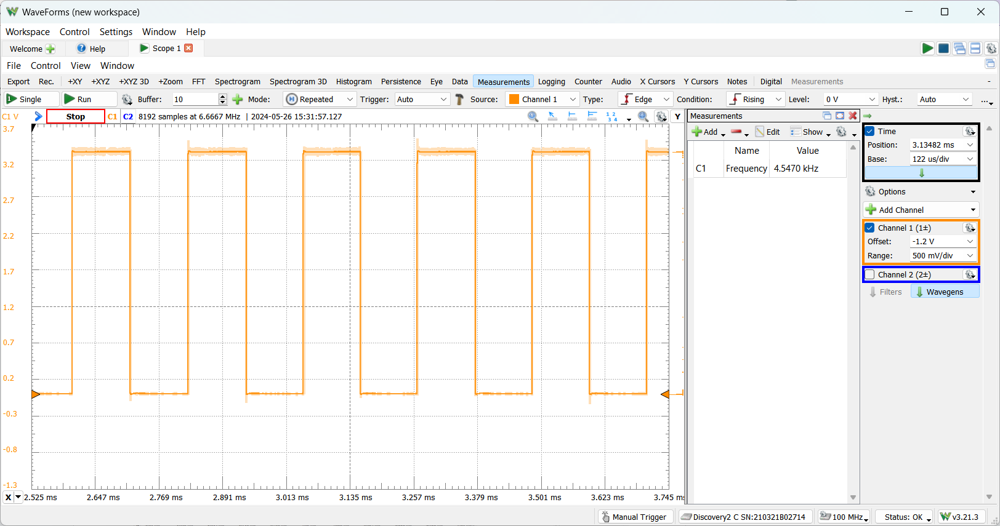 WaveForms (new workspace)
Workspace Control Settings Window Help
Welcome Help Scope 1
File Control View Window
Export Rec. +XY +XYZ +XYZ 3D +Zoom FFT Spectrogram Spectrogram 3D Histogram Persistence Eye Data Measurements Logging Counter Audio X Cursors Y Cursors Notes Digital Measurements -
Single Run Buffer: 10 Mode: Repeated Trigger: Auto Source: Channel 1 Type: Edge Condition: Rising Level: 0 V Hyst.: Auto ...
C1 V Stop C1 C2 8192 samples at 6.6667 MHz | 2024-05-26 15:31:57.127 1 2 3 4 Y
3.7
3.2
2.7
2.2
1.7
1.2
0.7
0.2
-0.3
-0.8
-1.3
X 2.525 ms 2.647 ms 2.769 ms 2.891 ms 3.013 ms 3.135 ms 3.257 ms 3.379 ms 3.501 ms 3.623 ms 3.745 ms
Measurements
Add Edit Show
Name Value
C1 Frequency 4.5470 kHz
Time
Position: 3.13482 ms
Base: 122 us/div
Options
Add Channel
Channel 1 (1±)
Offset: -1.2 V
Range: 500 mV/div
Channel 2 (2±)
Filters Wavegens
Manual Trigger Discovery2 C SN:210321B02714 100 MHz Status: OK v3.21.3